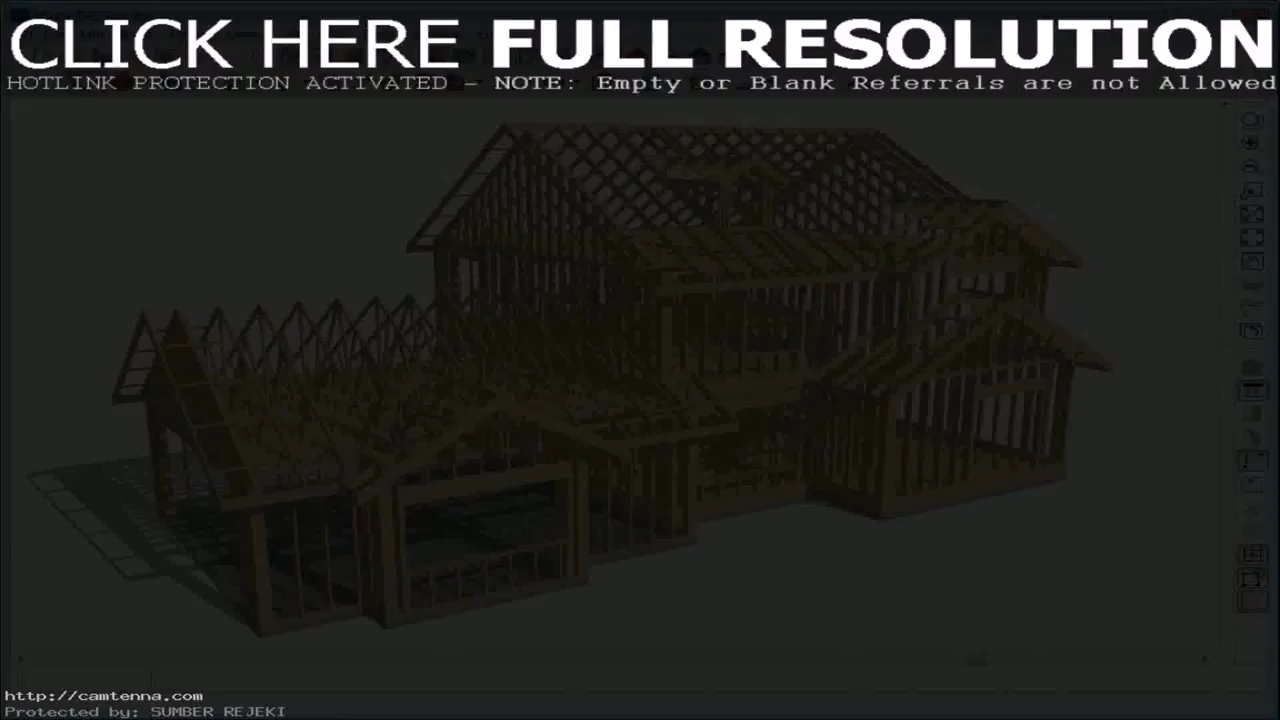 CLICK HERE FULL RESOLUTION
HOTLINK PROTECTION ACTIVATED – NOTE: Empty or Blank Referrals are not Allowed
http://camtenna.com
Protected by: SUMBER REJEKI